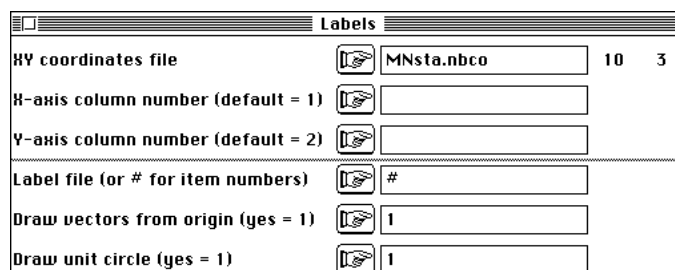 Labels
XY coordinates file MNsta.nbco 10 3
X-axis column number (default = 1)
Y-axis column number (default = 2)
Label file (or # for item numbers) #
Draw vectors from origin (yes = 1) 1
Draw unit circle (yes = 1) 1